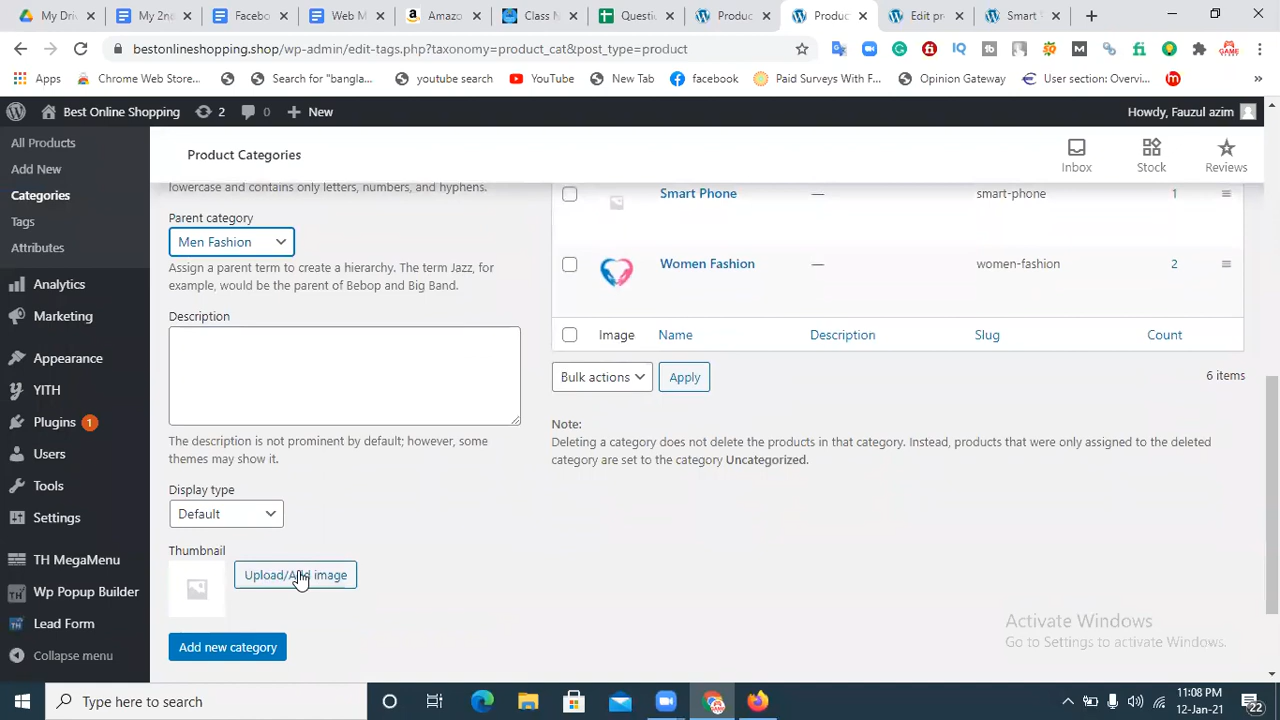 My Driv
My 2nd
Facebo
Web M
Amazo
Class R
Questi
Produc
Produc
Edit pr
Smart S
bestonlineshopping.shop/wp-admin/edit-tags.php?taxonomy=product_cat&post_type=product
Apps
Chrome Web Store...
Search for "bangla...
youtube search
YouTube
New Tab
facebook
Paid Surveys With F...
Opinion Gateway
User section: Overvi...
Best Online Shopping
2
0
New
Howdy, Fauzul azim
All Products
Add New
Categories
Tags
Attributes
Analytics
Marketing
Appearance
YITH
Plugins 1
Users
Tools
Settings
TH MegaMenu
Wp Popup Builder
Lead Form
Collapse menu
Product Categories
Inbox
Stock
Reviews
lowercase and contains only letters, numbers, and hyphens.
Parent category
Men Fashion
Assign a parent term to create a hierarchy. The term Jazz, for
example, would be the parent of Bebop and Big Band.
Description
The description is not prominent by default; however, some
themes may show it.
Display type
Default
Thumbnail
Upload/Add image
Add new category
Smart Phone — smart-phone 1
Women Fashion — women-fashion 2
Image Name Description Slug Count
Bulk actions
Apply
6 items
Note:
Deleting a category does not delete the products in that category. Instead, products that were only assigned to the deleted
category are set to the category Uncategorized.
Activate Windows
Go to Settings to activate Windows.
Type here to search
11:08 PM
12-Jan-21
22